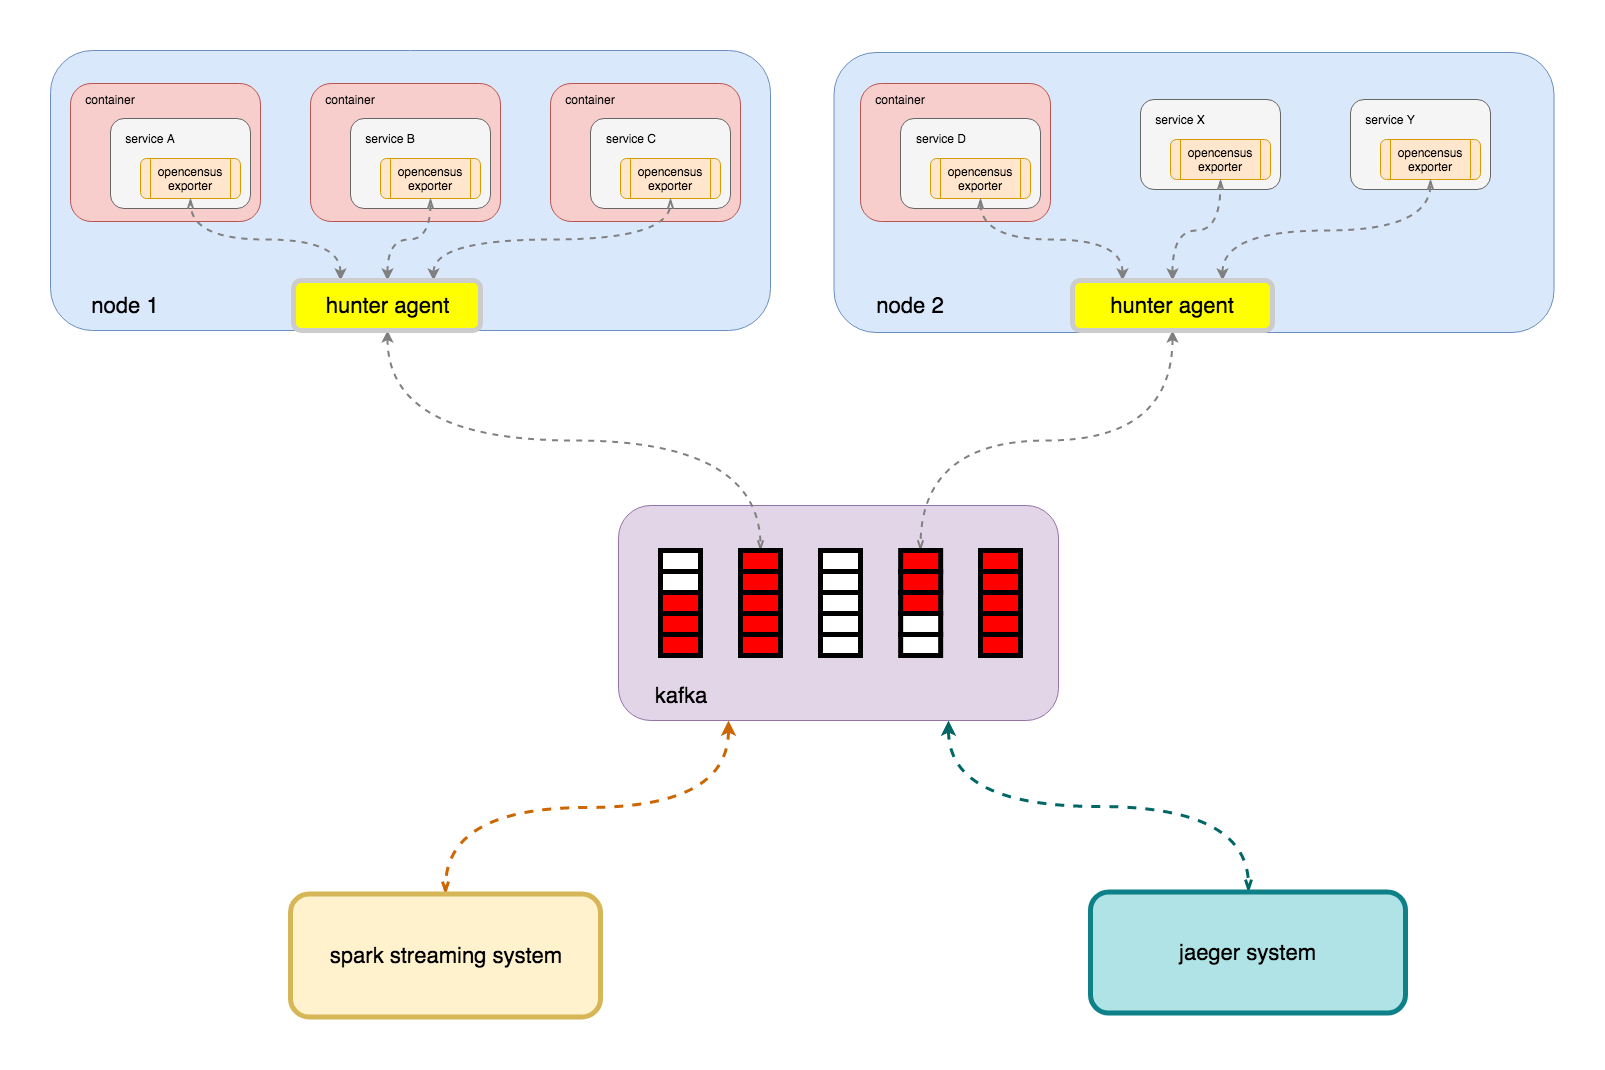 container
service A
opencensus
exporter
container
service B
opencensus
exporter
container
service C
opencensus
exporter
node 1
hunter agent
container
service D
opencensus
exporter
service X
opencensus
exporter
service Y
opencensus
exporter
node 2
hunter agent
kafka
spark streaming system
jaeger system